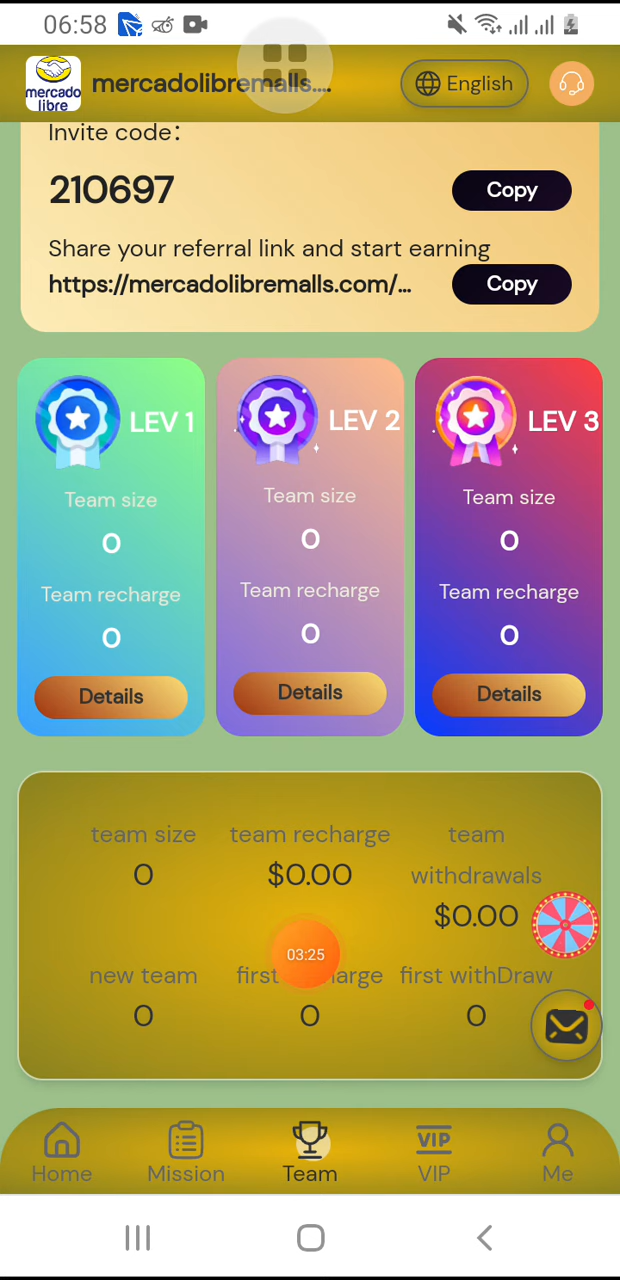 06:58
mercado
libre
mercadolibremalls....
English
Invite code:
210697
Copy
Share your referral link and start earning
https://mercadolibremalls.com/...
Copy
LEV 1
LEV 2
LEV 3
Team size
Team size
Team size
0
0
0
Team recharge
Team recharge
Team recharge
0
0
0
Details
Details
Details
team size
team recharge
team
withdrawals
0
$0.00
$0.00
03:25
new team
first
harge
first withDraw
0
0
0
Home
Mission
Team
VIP
VIP
Me